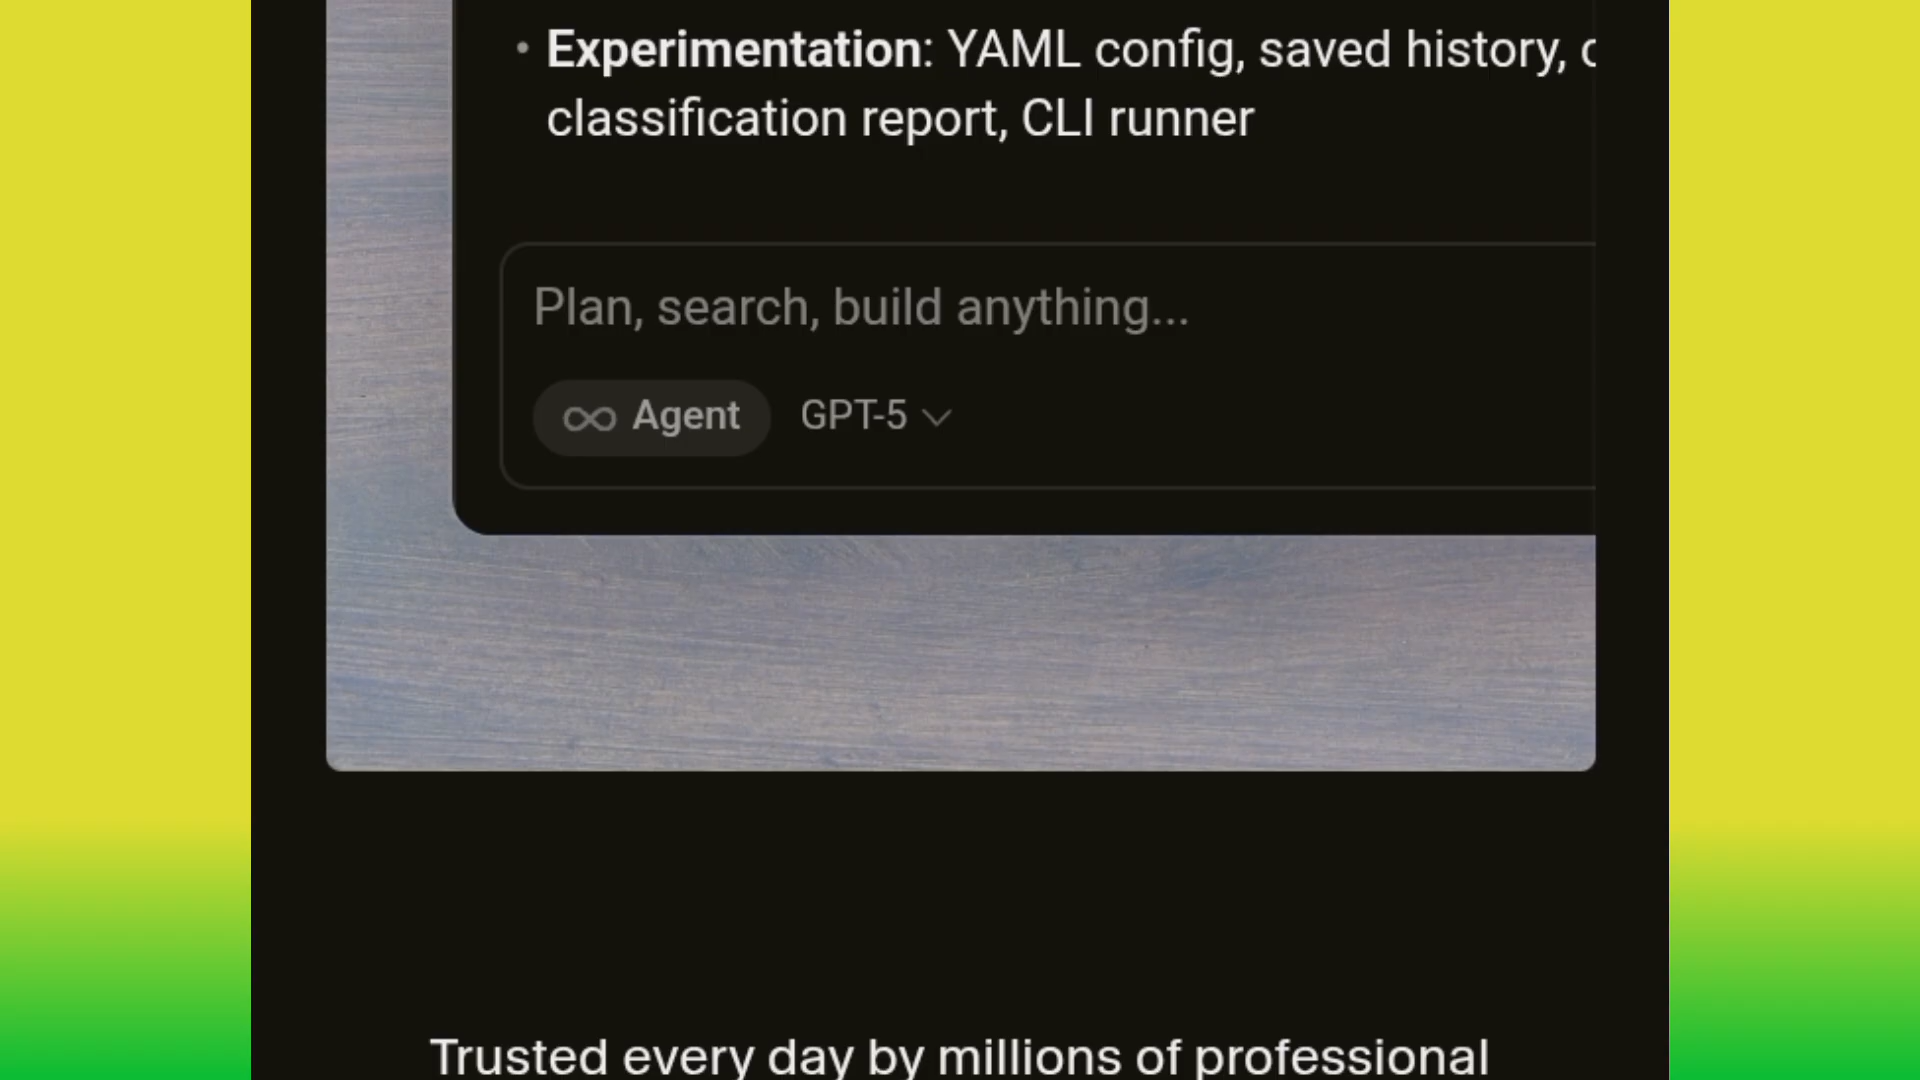 • Experimentation: YAML config, saved history,
classification report, CLI runner
Plan, search, build anything...
Agent GPT-5
Trusted every day by millions of professional